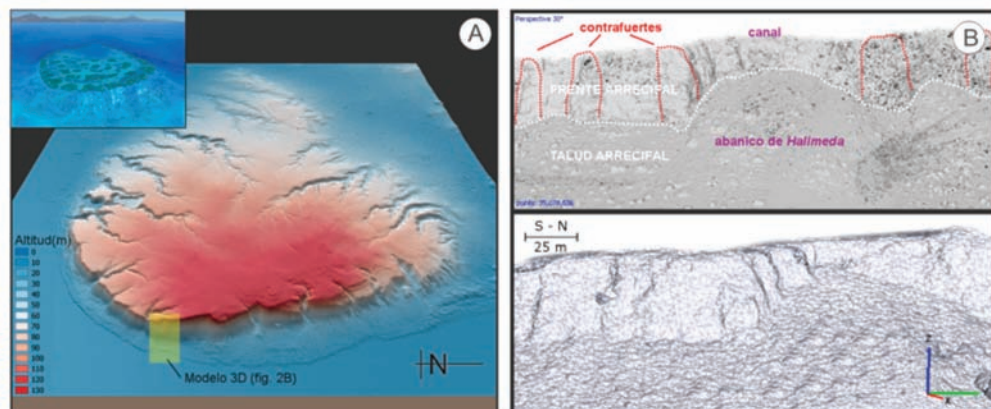 A
Altitud(m)
0
10
20
30
40
50
60
70
80
90
100
110
120
130
N
Modelo 3D (fig. 2B)
Perspective 30°
B
contrafuertes
canal
FRENTE ARRECIFAL
abanico de Halimeda
TALUD ARRECIFAL
S - N
25 m
z